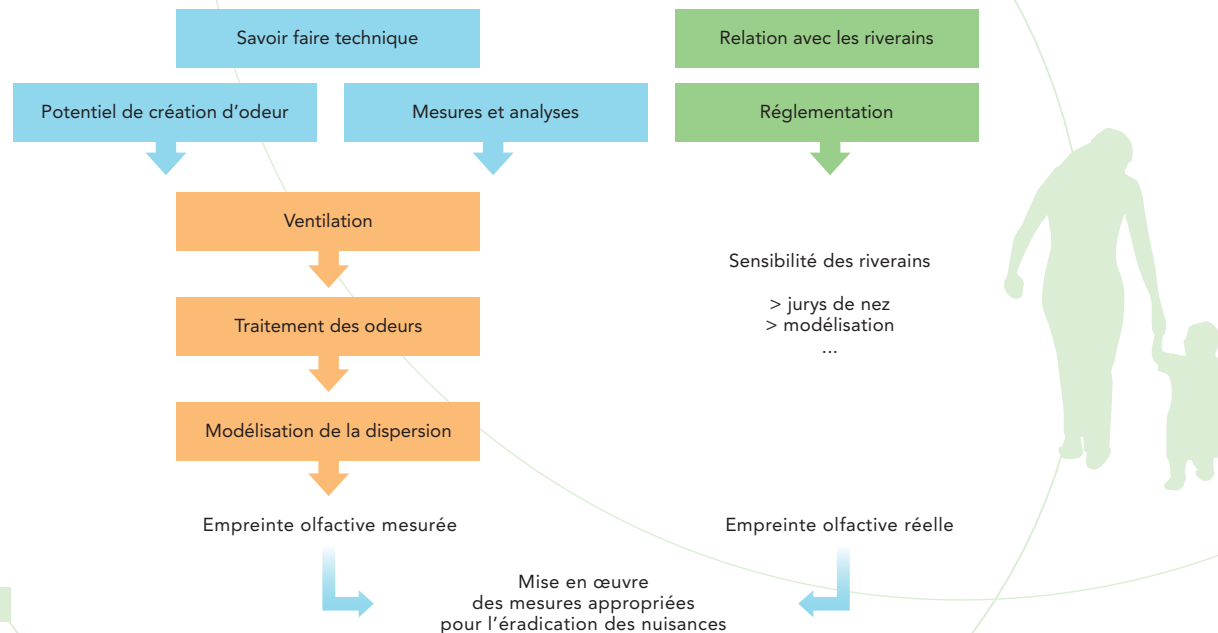 Savoir faire technique
Relation avec les riverains
Potentiel de création d'odeur
Mesures et analyses
Réglementation
Ventilation
Sensibilité des riverains
> jurys de nez
> modélisation
...
Traitement des odeurs
Modélisation de la dispersion
Empreinte olfactive mesurée
Empreinte olfactive réelle
Mise en œuvre
des mesures appropriées
pour l'éradication des nuisances